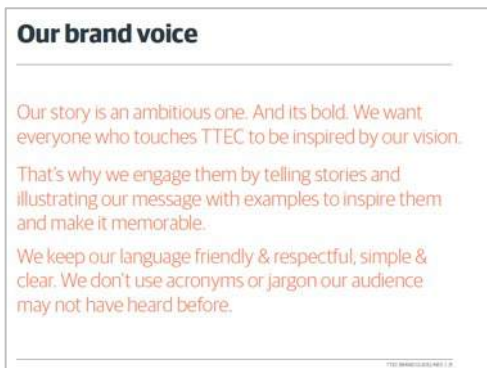 Our brand voice
Our story is an ambitious one. And its bold. We want
everyone who touches TTEC to be inspired by our vision.
That's why we engage them by telling stories and
illustrating our message with examples to inspire them
and make it memorable.
We keep our language friendly & respectful, simple &
clear. We don't use acronyms or jargon our audience
may not have heard before.